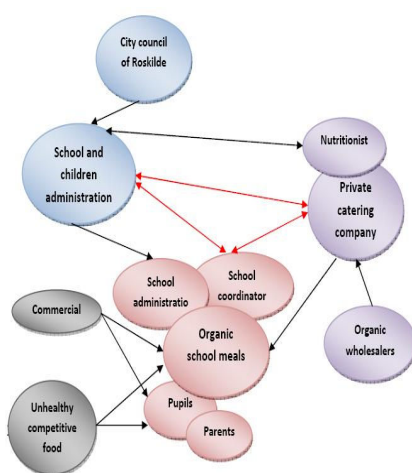 City council
of Roskilde
Nutritionist
School and
children
administration
Private
catering
company
School
administratio
School
coordinator
Commercial
Organic
school meals
Organic
wholesalers
Unhealthy
competitive
food
Pupils
Parents